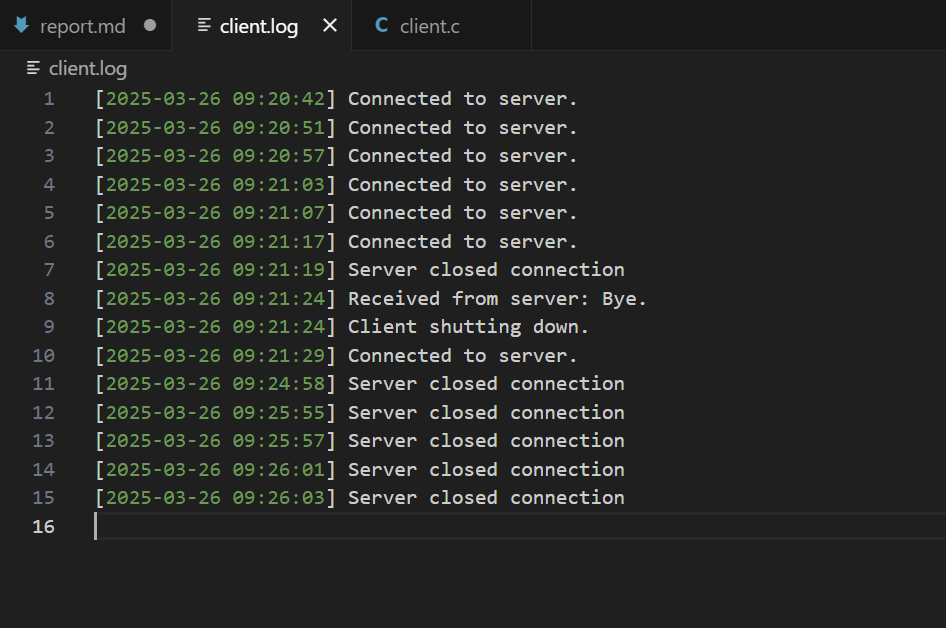 report.md
client.log
C client.c
client.log
1 [2025-03-26 09:20:42] Connected to server.
2 [2025-03-26 09:20:51] Connected to server.
3 [2025-03-26 09:20:57] Connected to server.
4 [2025-03-26 09:21:03] Connected to server.
5 [2025-03-26 09:21:07] Connected to server.
6 [2025-03-26 09:21:17] Connected to server.
7 [2025-03-26 09:21:19] Server closed connection
8 [2025-03-26 09:21:24] Received from server: Bye.
9 [2025-03-26 09:21:24] Client shutting down.
10 [2025-03-26 09:21:29] Connected to server.
11 [2025-03-26 09:24:58] Server closed connection
12 [2025-03-26 09:25:55] Server closed connection
13 [2025-03-26 09:25:57] Server closed connection
14 [2025-03-26 09:26:01] Server closed connection
15 [2025-03-26 09:26:03] Server closed connection
16